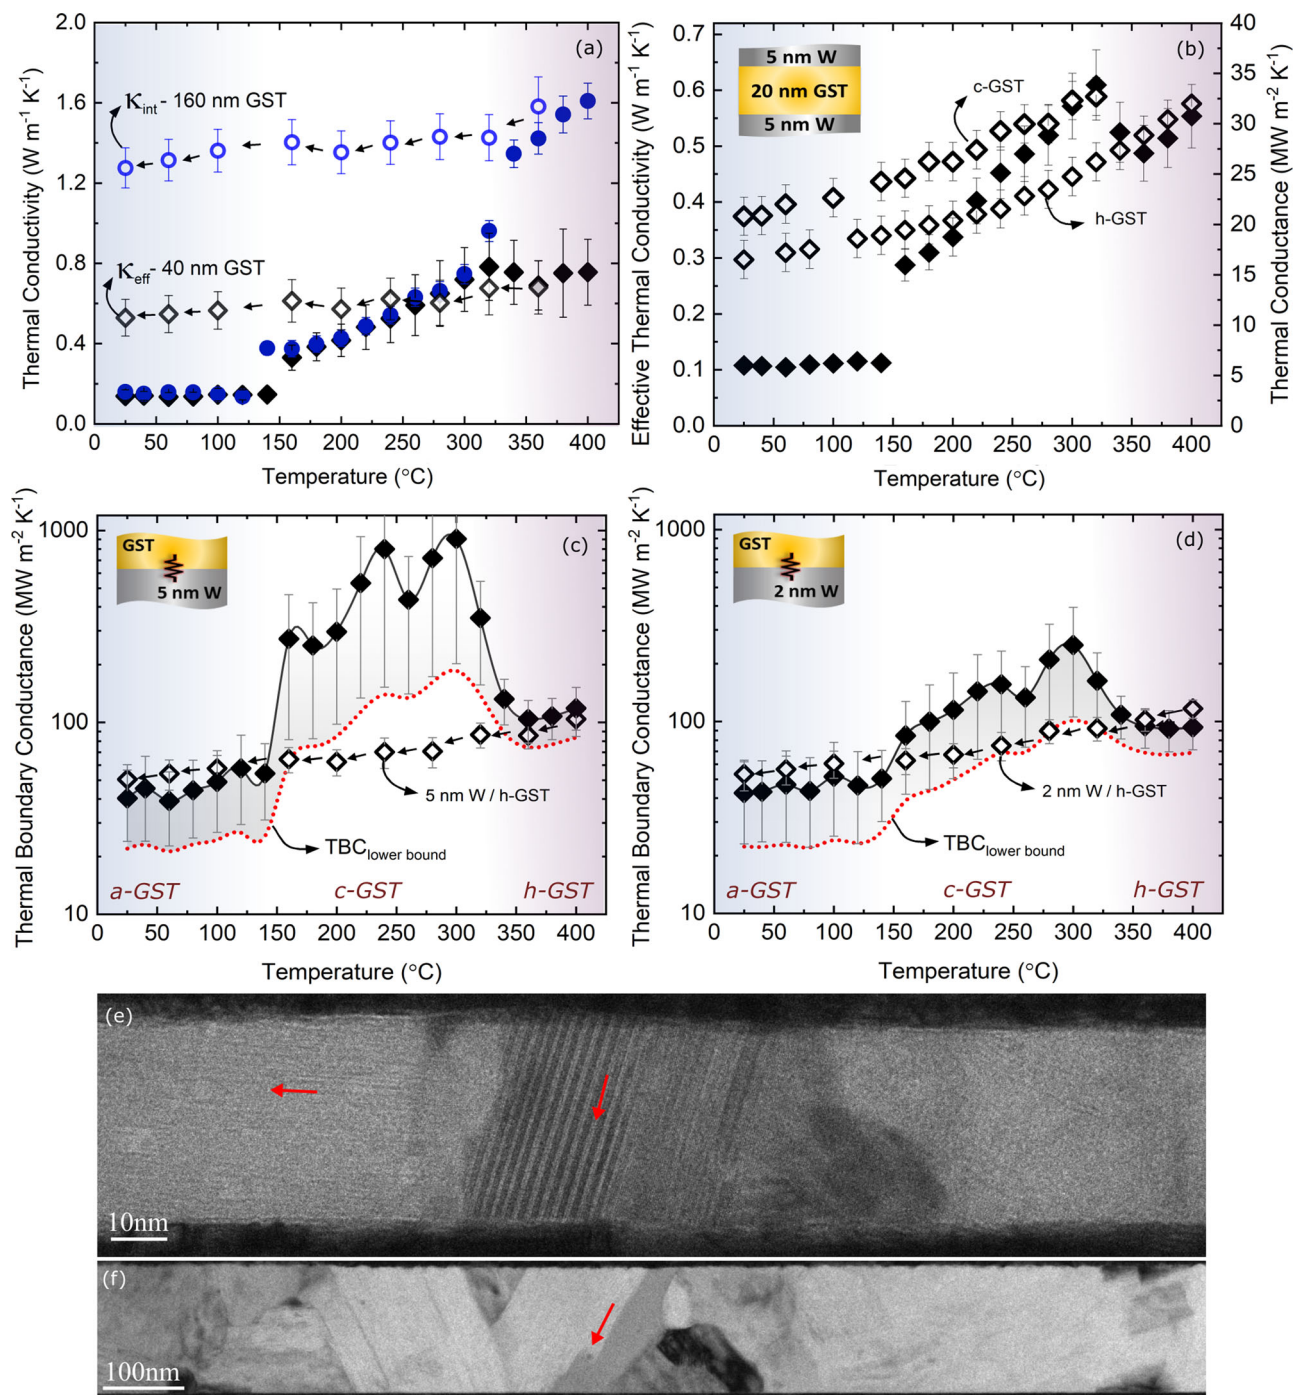 (a)
Thermal Conductivity (W m⁻¹ K⁻¹)
2.0
1.6
1.2
0.8
0.4
0.0
κint - 160 nm GST
κeff - 40 nm GST
0 50 100 150 200 250 300 350 400
Temperature (°C)
(b)
Effective Thermal Conductivity (W m⁻¹ K⁻¹)
0.7
0.6
0.5
0.4
0.3
0.2
0.1
0.0
5 nm W
20 nm GST
5 nm W
c-GST
h-GST
40
35
30
25
20
15
10
5
0
Thermal Conductance (MW m⁻² K⁻¹)
0 50 100 150 200 250 300 350 400
Temperature (°C)
(c)
Thermal Boundary Conductance (MW m⁻² K⁻¹)
1000
100
10
GST
5 nm W
5 nm W / h-GST
TBClower bound
a-GST
c-GST
h-GST
0 50 100 150 200 250 300 350 400
Temperature (°C)
(d)
Thermal Boundary Conductance (MW m⁻² K⁻¹)
1000
100
10
GST
2 nm W
2 nm W / h-GST
TBClower bound
a-GST
c-GST
h-GST
0 50 100 150 200 250 300 350 400
Temperature (°C)
(e)
10nm
(f)
100nm